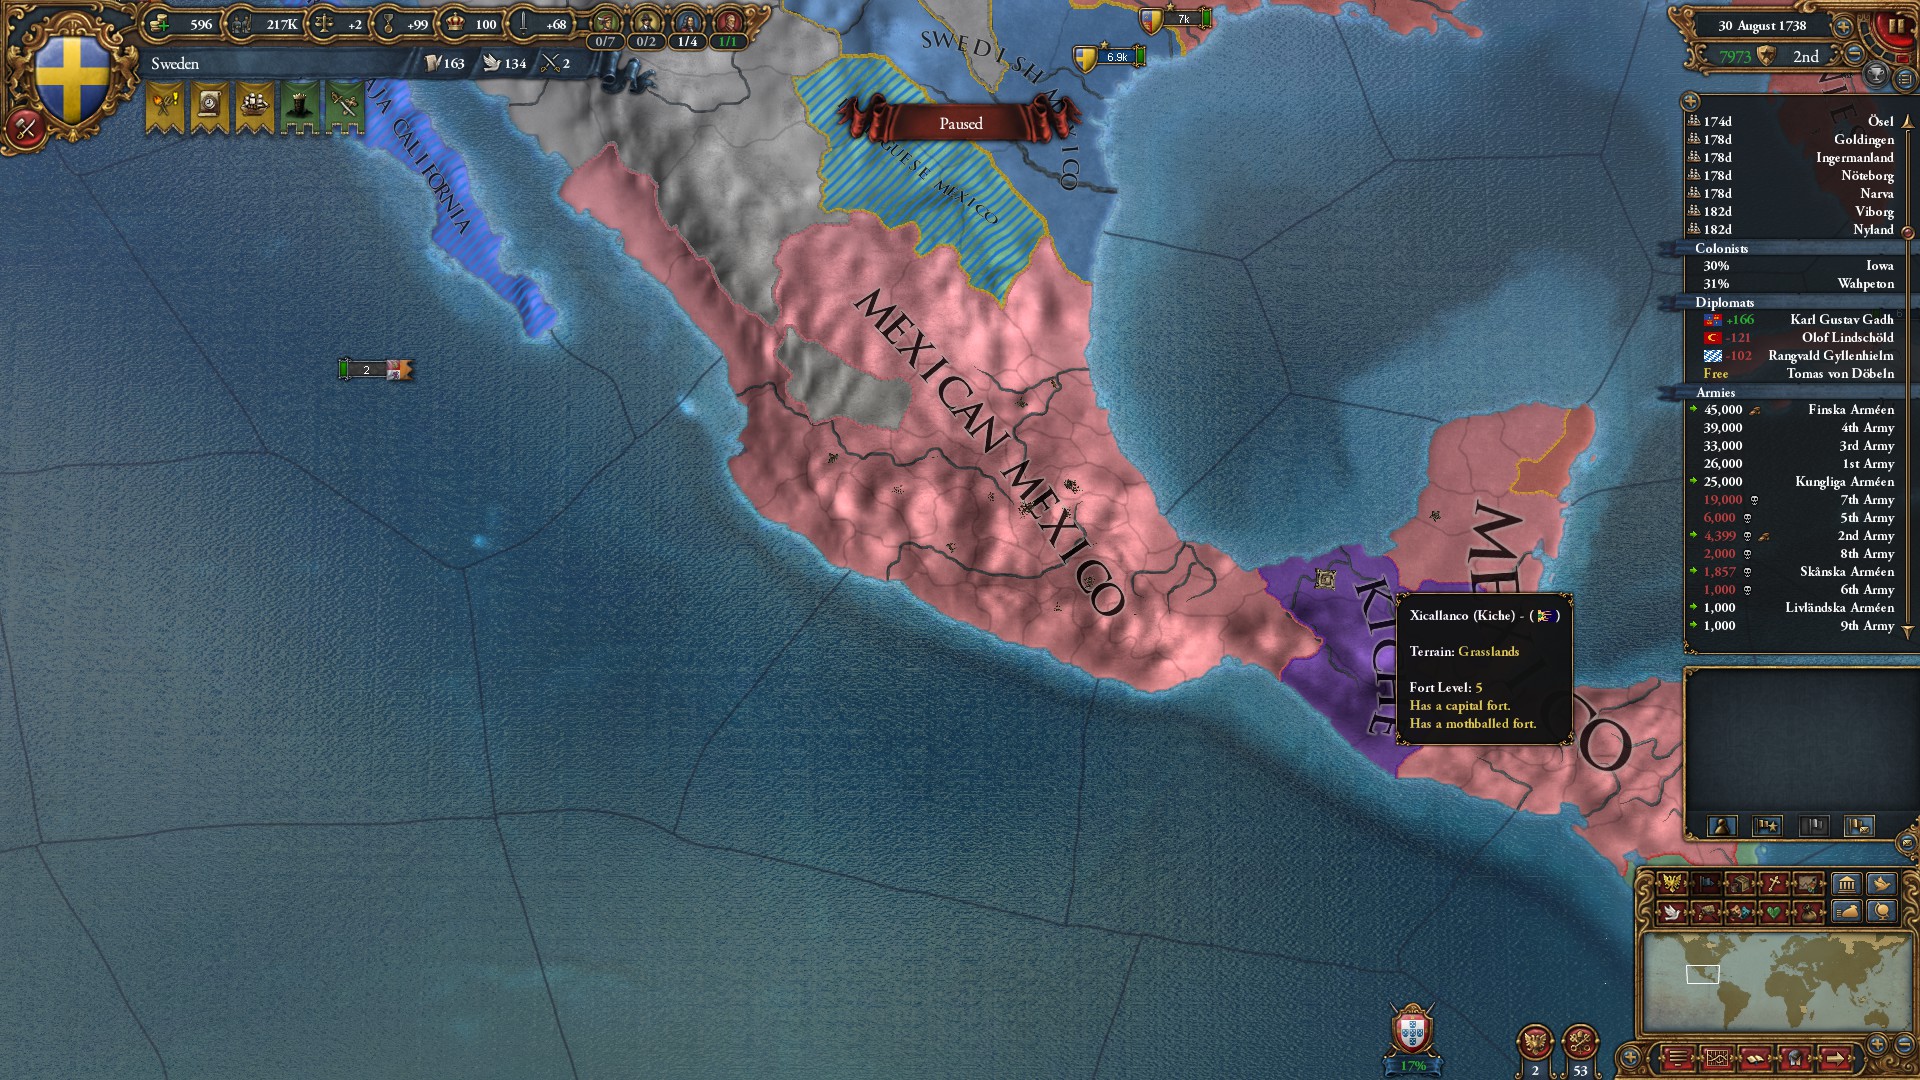 596
217K
+2
+99
100
+68
0/7
0/2
1/4
1/1
Sweden
163
134
2
7k
6.9k
30 August 1738
7973
2nd
Paused
174d Ösel
178d Goldingen
178d Ingermanland
178d Nöteborg
178d Narva
182d Viborg
182d Nyland
Colonists
30% Iowa
31% Wahpeton
Diplomats
+166 Karl Gustav Gadh
-121 Olof Lindschöld
-102 Rangvald Gyllenhielm
Free Tomas von Döbeln
Armies
45,000 Finska Arméen
39,000 4th Army
33,000 3rd Army
26,000 1st Army
25,000 Kungliga Arméen
19,000 7th Army
6,000 5th Army
4,399 2nd Army
2,000 8th Army
1,857 Skånska Arméen
1,000 6th Army
1,000 Livländska Arméen
1,000 9th Army
AJA CALIFORNIA
SWEDISH M
ICO
GUESE MEXICO
MEXICAN MEXICO
2
KICHE
Xicallanco (Kiche) - ( )
Terrain: Grasslands
Fort Level: 5
Has a capital fort.
Has a mothballed fort.
17%
2
53